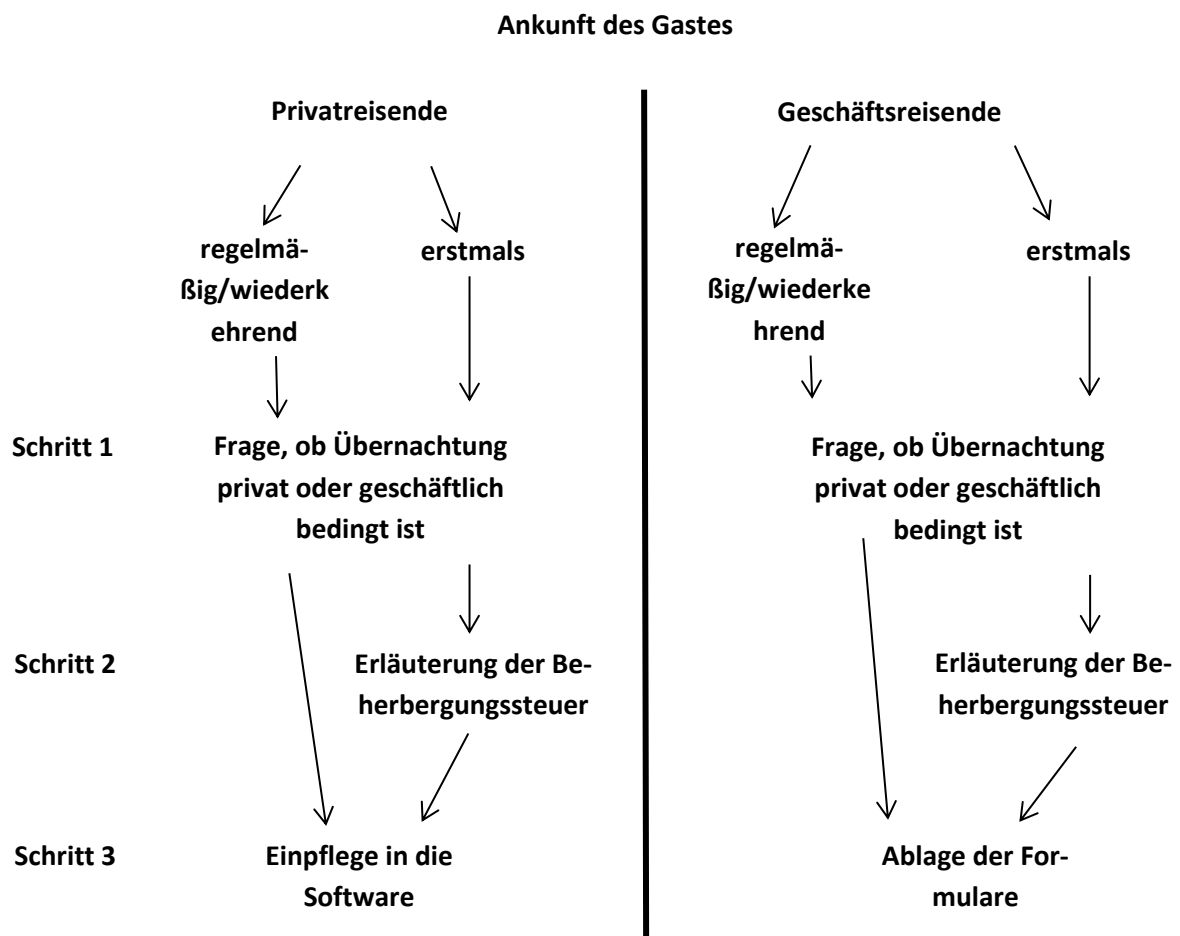 Ankunft des Gastes
Privatreisende
Geschäftsreisende
regelmä-
ßig/wiederk
ehrend
erstmals
regelmä-
ßig/wiederke
hrend
erstmals
Schritt 1
Frage, ob Übernachtung
privat oder geschäftlich
bedingt ist
Frage, ob Übernachtung
privat oder geschäftlich
bedingt ist
Schritt 2
Erläuterung der Be-
herbergungssteuer
Erläuterung der Be-
herbergungssteuer
Schritt 3
Einpflege in die
Software
Ablage der For-
mulare